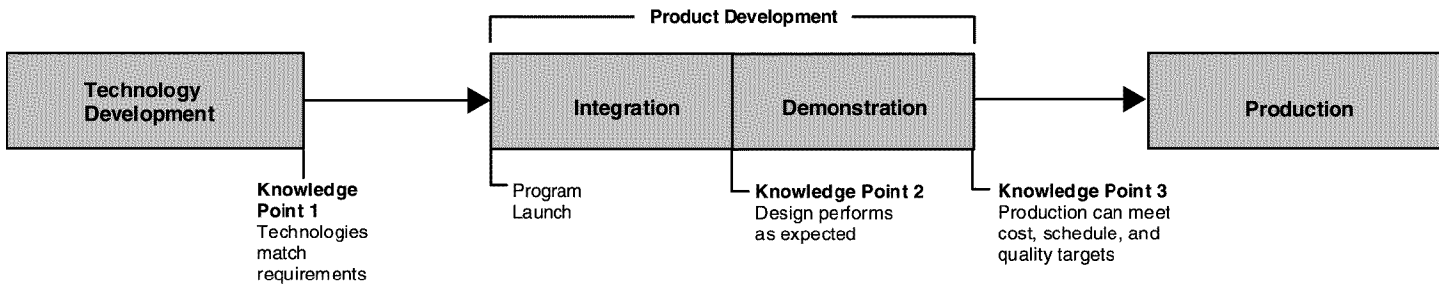 Product Development
Technology
Development
Integration
Demonstration
Production
Knowledge
Point 1
Technologies
match
requirements
Program
Launch
Knowledge Point 2
Design performs
as expected
Knowledge Point 3
Production can meet
cost, schedule, and
quality targets